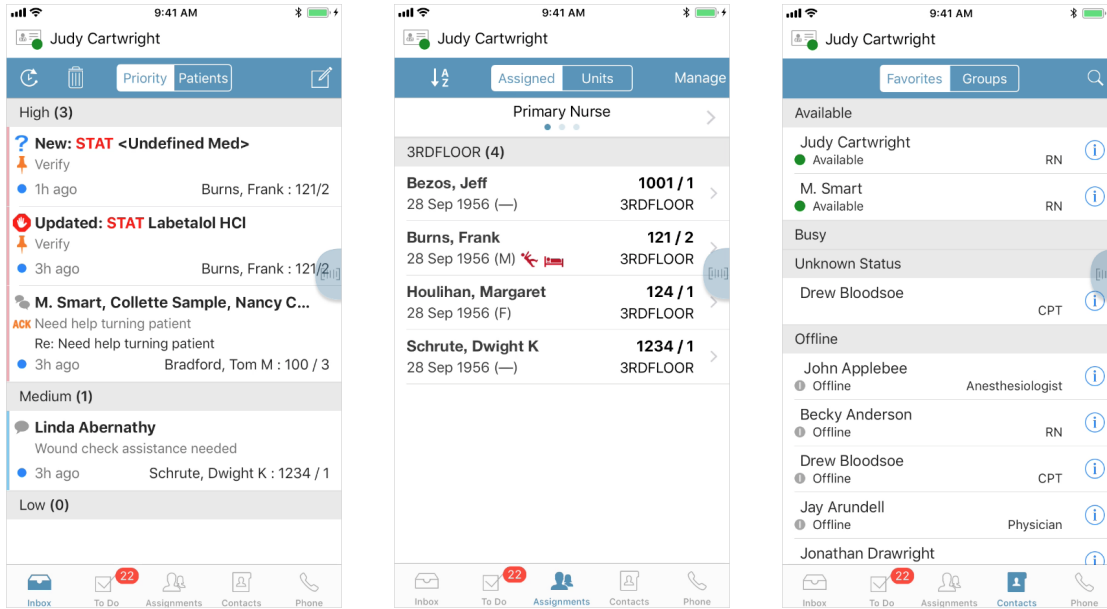 9:41 AM
Judy Cartwright
Priority Patients
High (3)
? New: STAT <Undefined Med>
Verify
1h ago Burns, Frank : 121/2
Updated: STAT Labetalol HCl
Verify
3h ago Burns, Frank : 121/2
M. Smart, Collette Sample, Nancy C...
ACK Need help turning patient
Re: Need help turning patient
3h ago Bradford, Tom M : 100 / 3
Medium (1)
Linda Abernathy
Wound check assistance needed
3h ago Schrute, Dwight K : 1234 / 1
Low (0)
22
Inbox To Do Assignments Contacts Phone
9:41 AM
Judy Cartwright
A Z Assigned Units Manage
Primary Nurse
3RDFLOOR (4)
Bezos, Jeff 1001 / 1
28 Sep 1956 (—) 3RDFLOOR
Burns, Frank 121 / 2
28 Sep 1956 (M) 3RDFLOOR
Houlihan, Margaret 124 / 1
28 Sep 1956 (F) 3RDFLOOR
Schrute, Dwight K 1234 / 1
28 Sep 1956 (—) 3RDFLOOR
22
Inbox To Do Assignments Contacts Phone
9:41 AM
Judy Cartwright
Favorites Groups
Available
Judy Cartwright
Available RN
M. Smart
Available RN
Busy
Unknown Status
Drew Bloodsoe
CPT
Offline
John Applebee
Offline Anesthesiologist
Becky Anderson
Offline RN
Drew Bloodsoe
Offline CPT
Jay Arundell
Offline Physician
Jonathan Drawright
22
Inbox To Do Assignments Contacts Phone